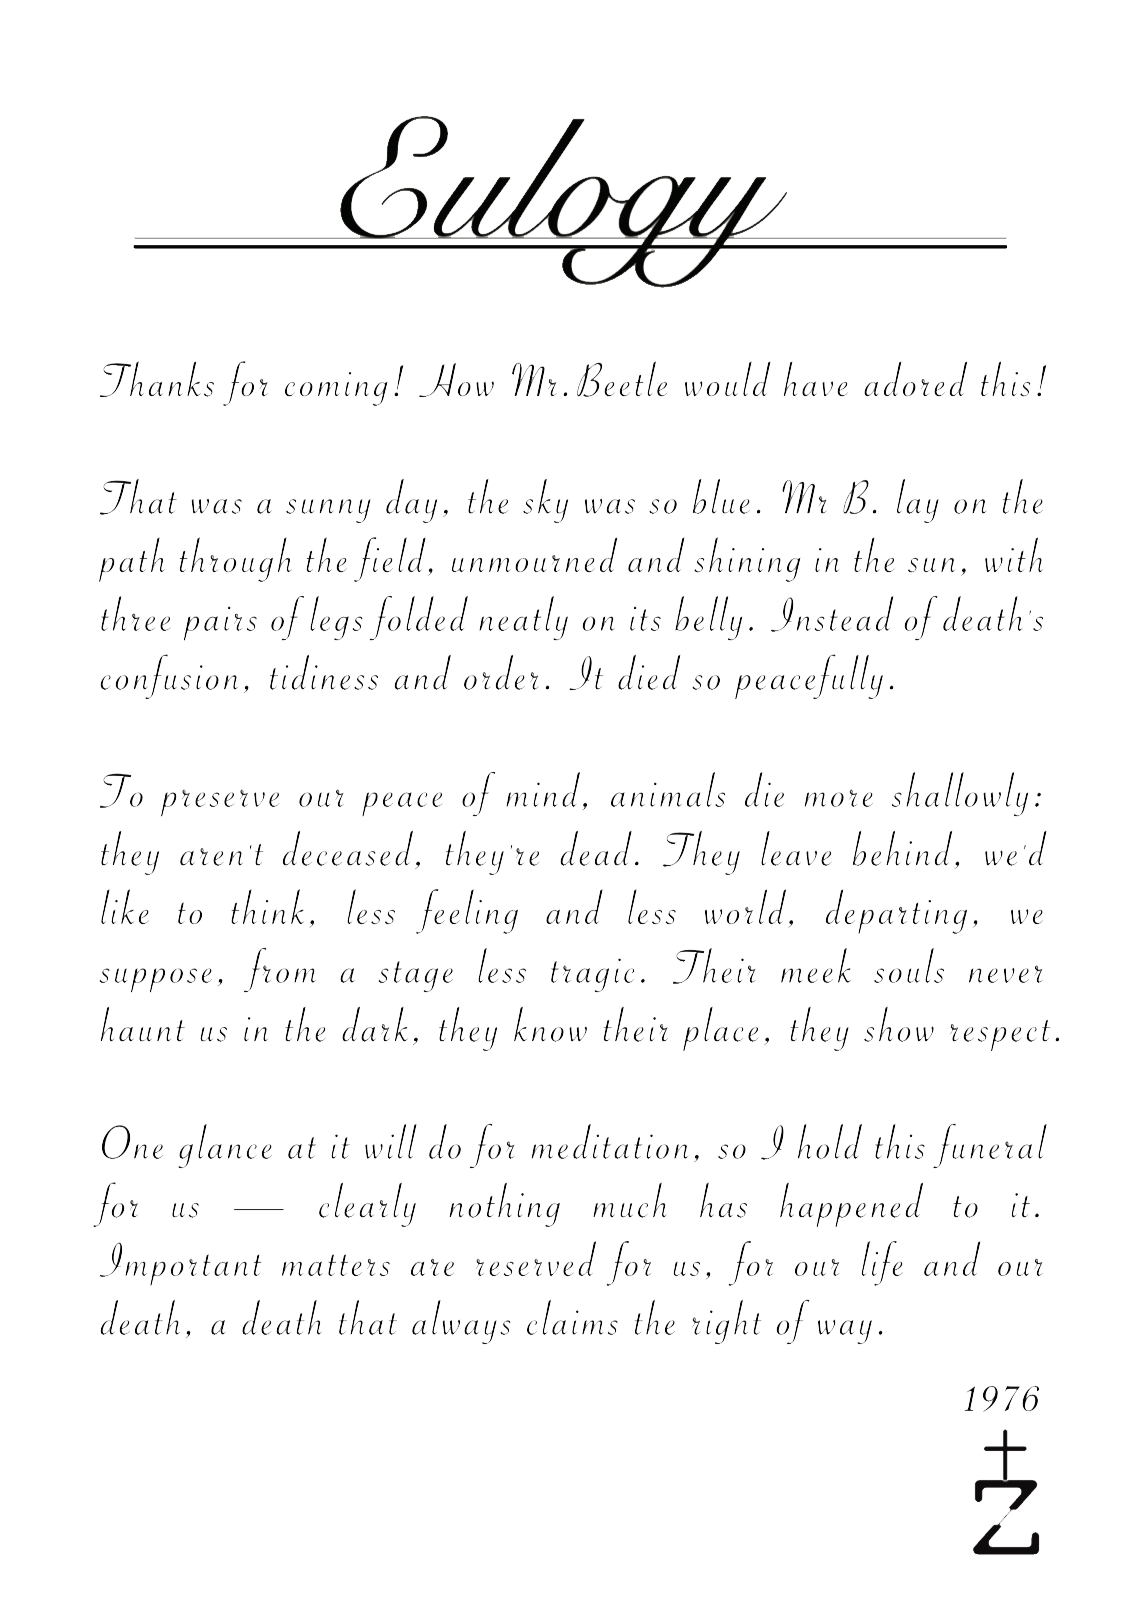 Eulogy
Thanks for coming! How Mr.Beetle would have adored this!
That was a sunny day, the sky was so blue. Mr B. lay on the
path through the field, unmourned and shining in the sun, with
three pairs of legs folded neatly on its belly. Instead of death's
confusion, tidiness and order. It died so peacefully.
To preserve our peace of mind, animals die more shallowly:
they aren't deceased, they're dead. They leave behind, we'd
like to think, less feeling and less world, departing, we
suppose, from a stage less tragic. Their meek souls never
haunt us in the dark, they know their place, they show respect.
One glance at it will do for meditation, so I hold this funeral
for us — clearly nothing much has happened to it.
Important matters are reserved for us, for our life and our
death, a death that always claims the right of way.
1976
Z